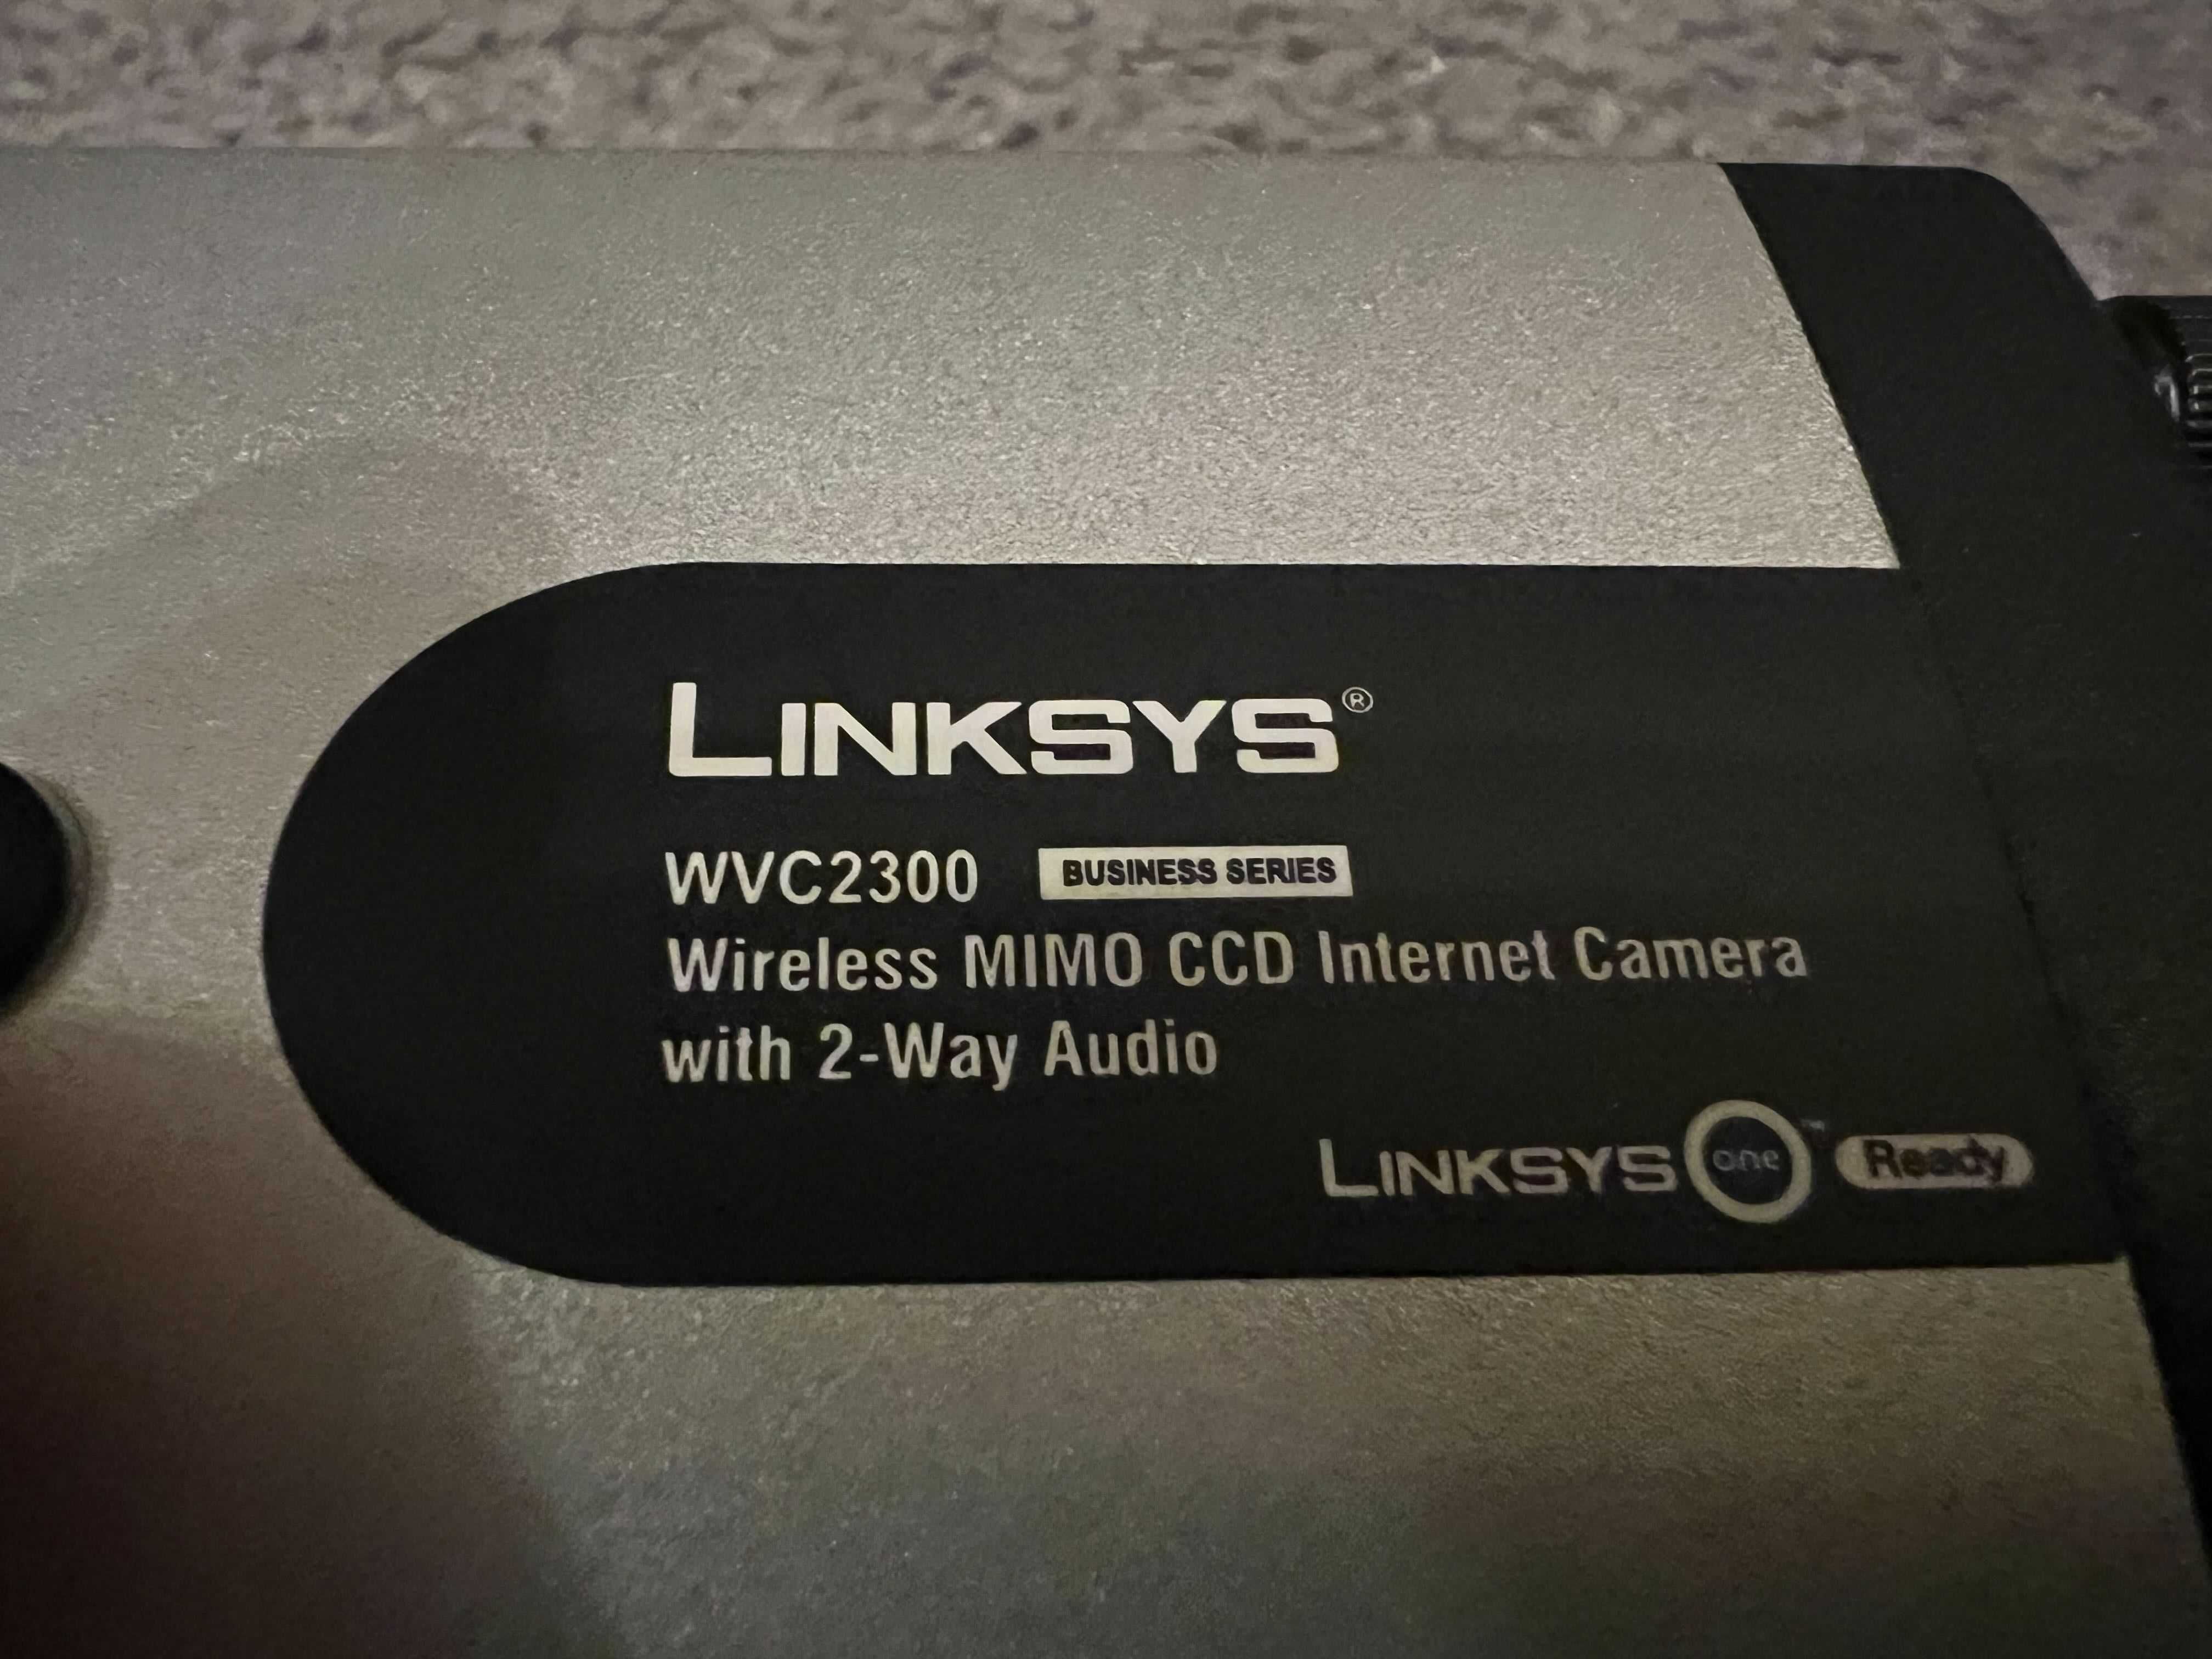 LINKSYS®
WVC2300 BUSINESS SERIES
Wireless MIMO CCD Internet Camera
with 2-Way Audio
LINKSYS one™ Ready